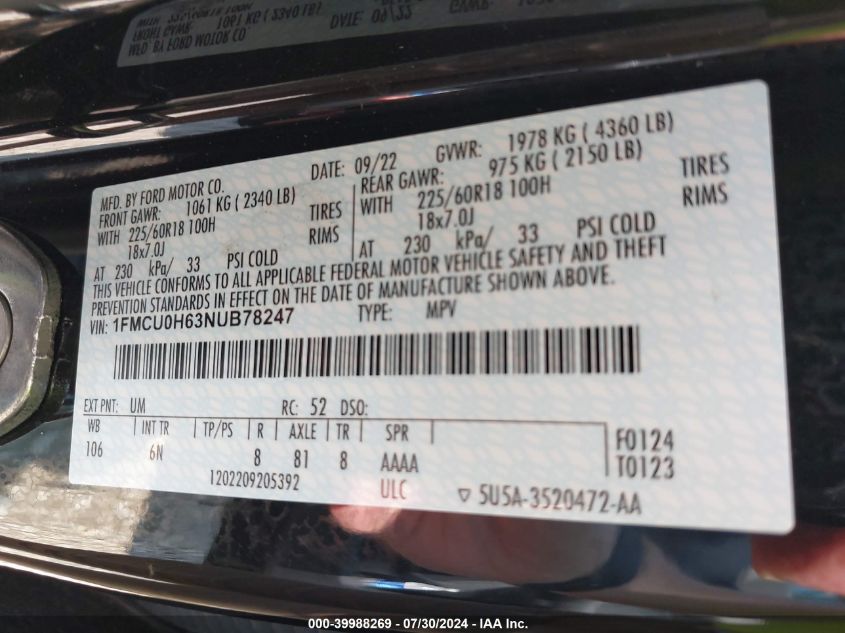 MFD. BY FORD MOTOR CO.
DATE: 09/22 GVWR: 1978 KG ( 4360 LB)
FRONT GAWR: 1061 KG ( 2340 LB) REAR GAWR: 975 KG ( 2150 LB)
WITH 225/60R18 100H TIRES WITH 225/60R18 100H TIRES
18x7.0J RIMS 18x7.0J RIMS
AT 230 kPa/ 33 PSI COLD AT 230 kPa/ 33 PSI COLD
THIS VEHICLE CONFORMS TO ALL APPLICABLE FEDERAL MOTOR VEHICLE SAFETY AND THEFT
PREVENTION STANDARDS IN EFFECT ON THE DATE OF MANUFACTURE SHOWN ABOVE.
VIN: 1FMCU0H63NUB78247 TYPE: MPV
EXT PNT: UM RC: 52 DSO:
WB INT TR TP/PS R AXLE TR SPR
106 6N 8 81 8 AAAA
F0124
T0123
1202209205392 ULC ▽ 5U5A-3520472-AA
000-39988269 - 07/30/2024 - IAA Inc.